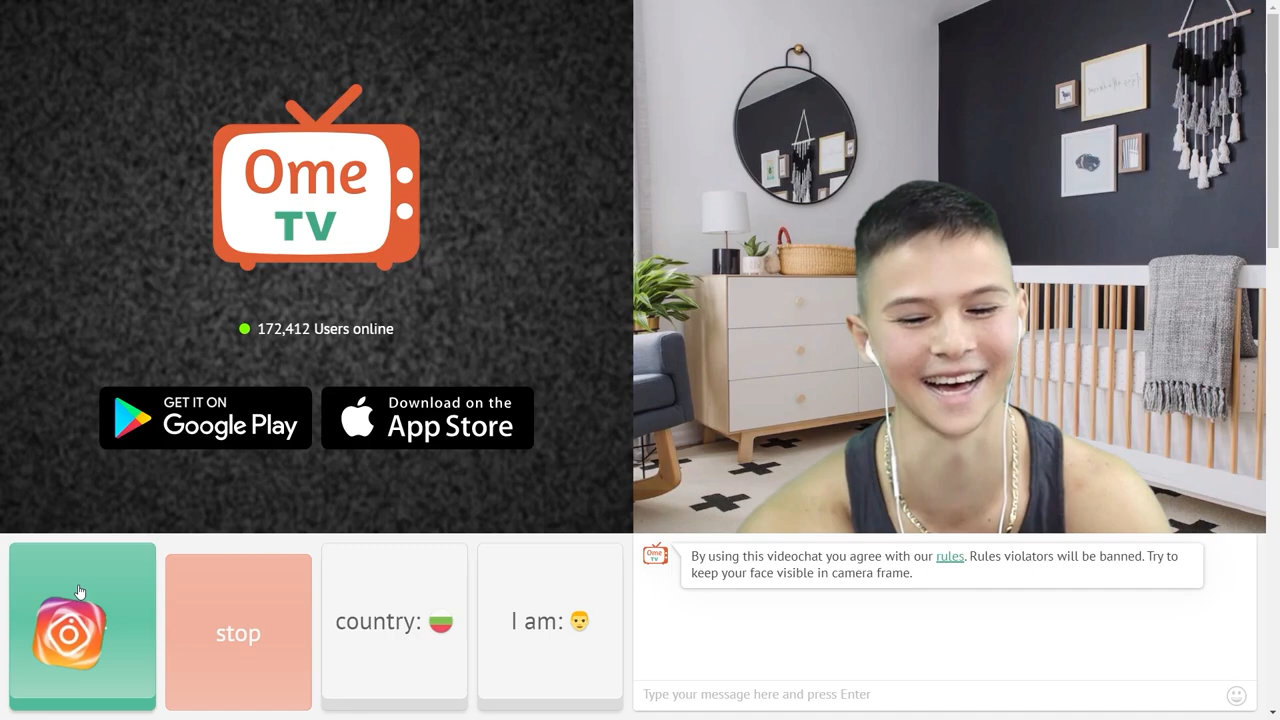 Ome
TV
172,412 Users online
GET IT ON
Google Play
Download on the
App Store
stop
country:
I am:
Ome
TV
By using this videochat you agree with our rules. Rules violators will be banned. Try to
keep your face visible in camera frame.
Type your message here and press Enter